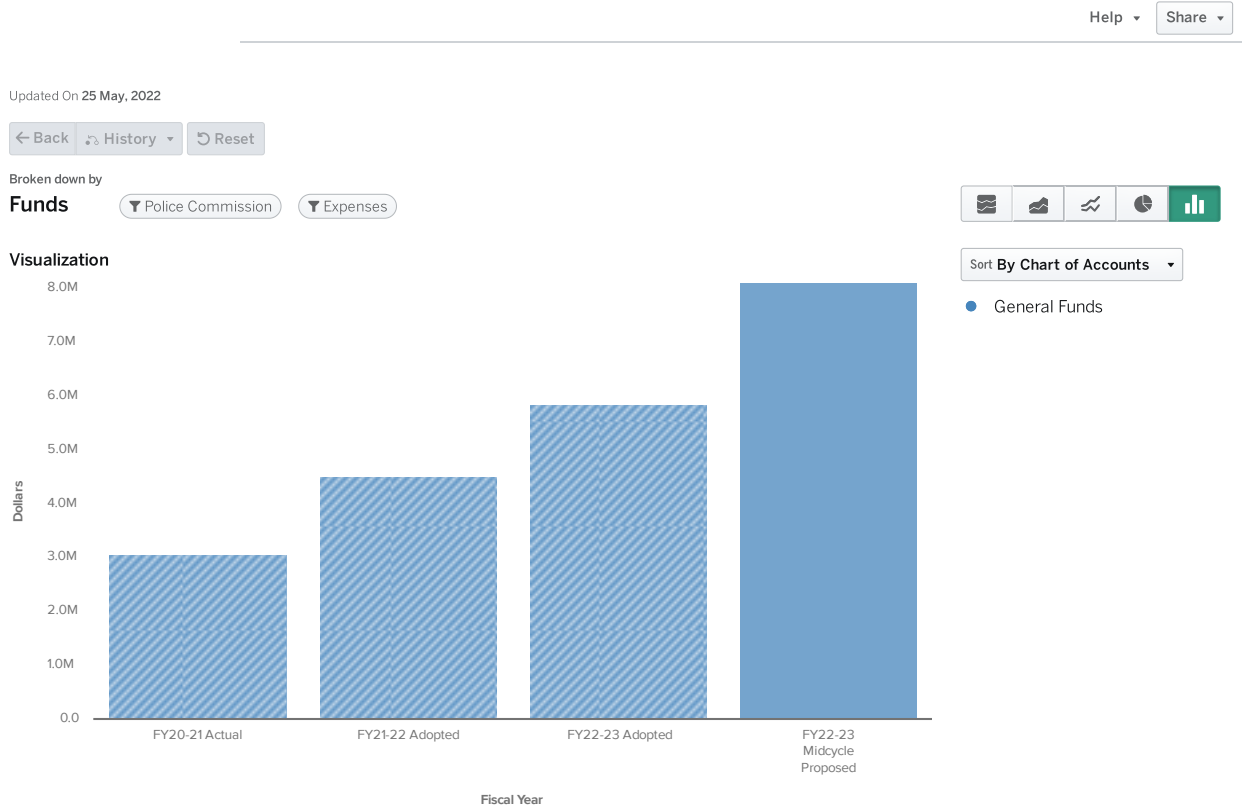 Help
Share
Updated On 25 May, 2022
Back
History
Reset
Broken down by
Funds
Police Commission
Expenses
Visualization
Sort By Chart of Accounts
General Funds
8.0M
7.0M
6.0M
5.0M
4.0M
3.0M
2.0M
1.0M
0.0
Dollars
FY20-21 Actual
FY21-22 Adopted
FY22-23 Adopted
FY22-23
Midcycle
Proposed
Fiscal Year